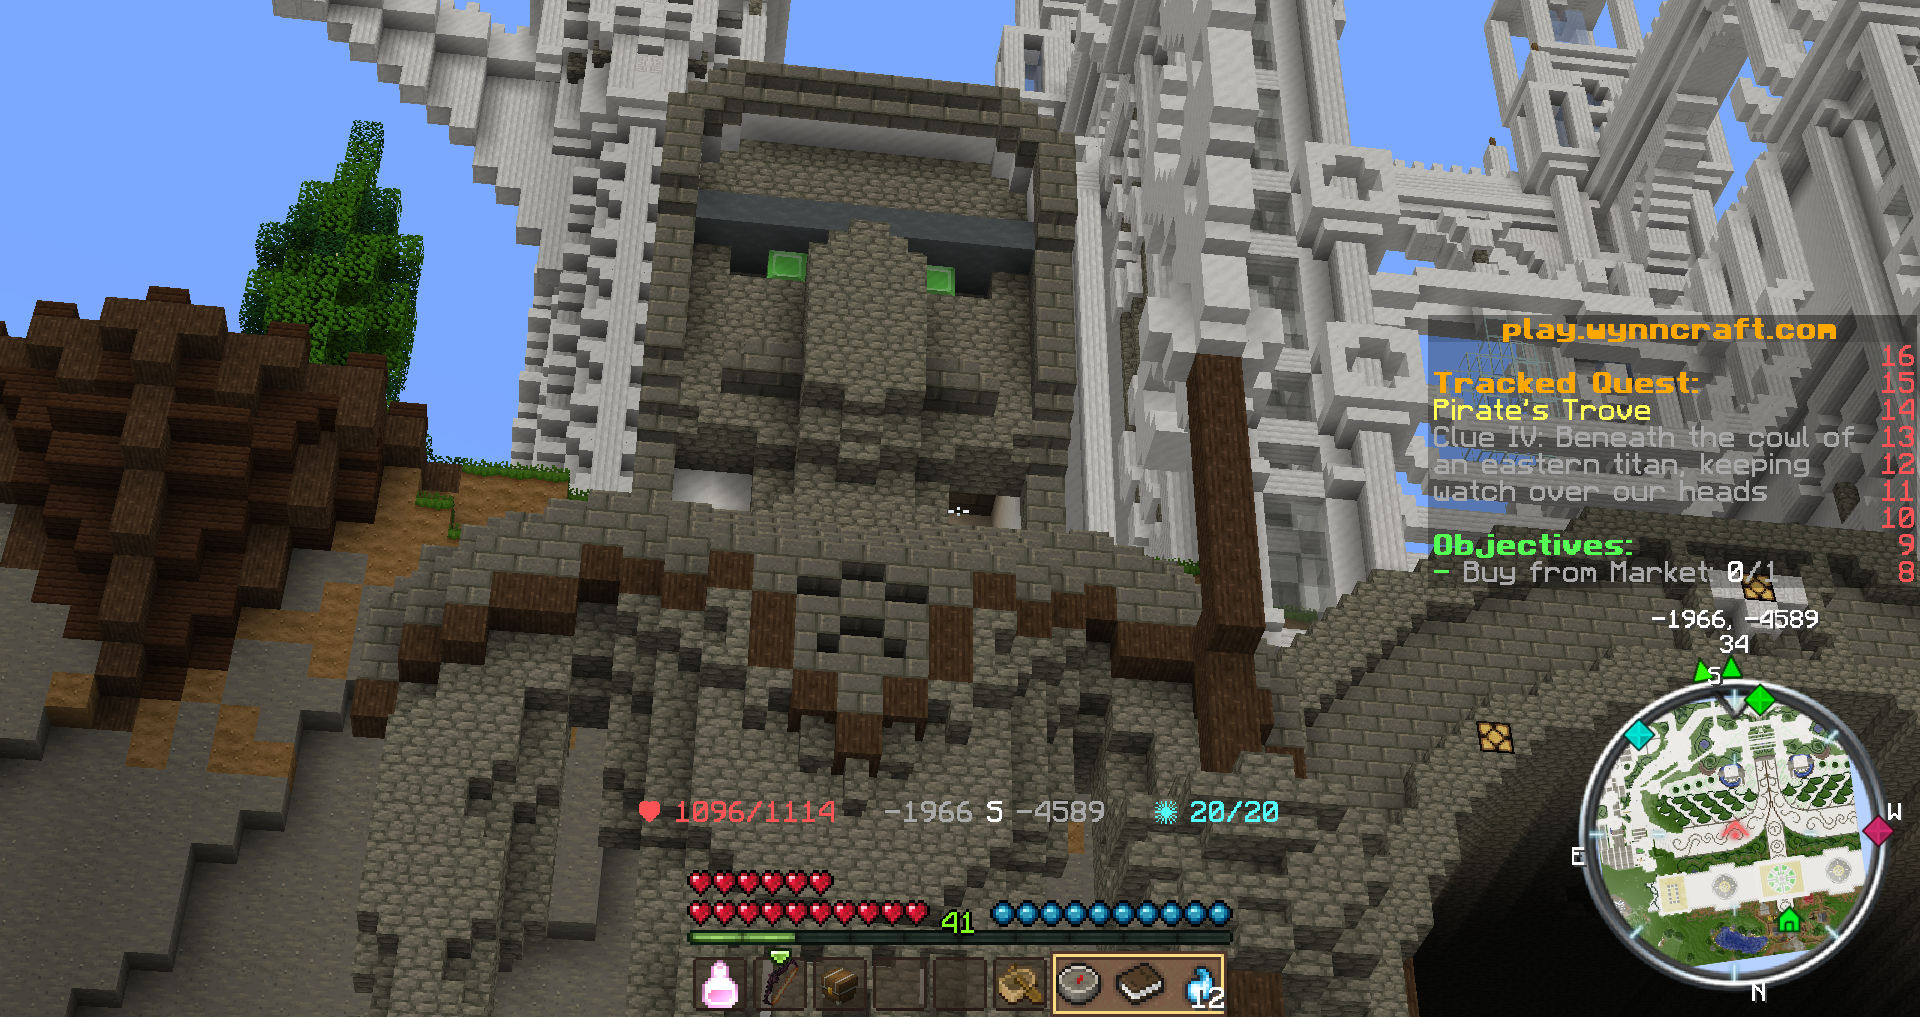 play.wynncraft.com
16
Tracked Quest:
15
Pirate's Trove
14
Clue IV: Beneath the cowl of
13
an eastern titan, keeping
12
watch over our heads
11
10
Objectives:
9
- Buy from Market: 0/1
8
-1966, -4589
34
S
W
E
N
1096/1114
-1966 S -4589
20/20
41
12